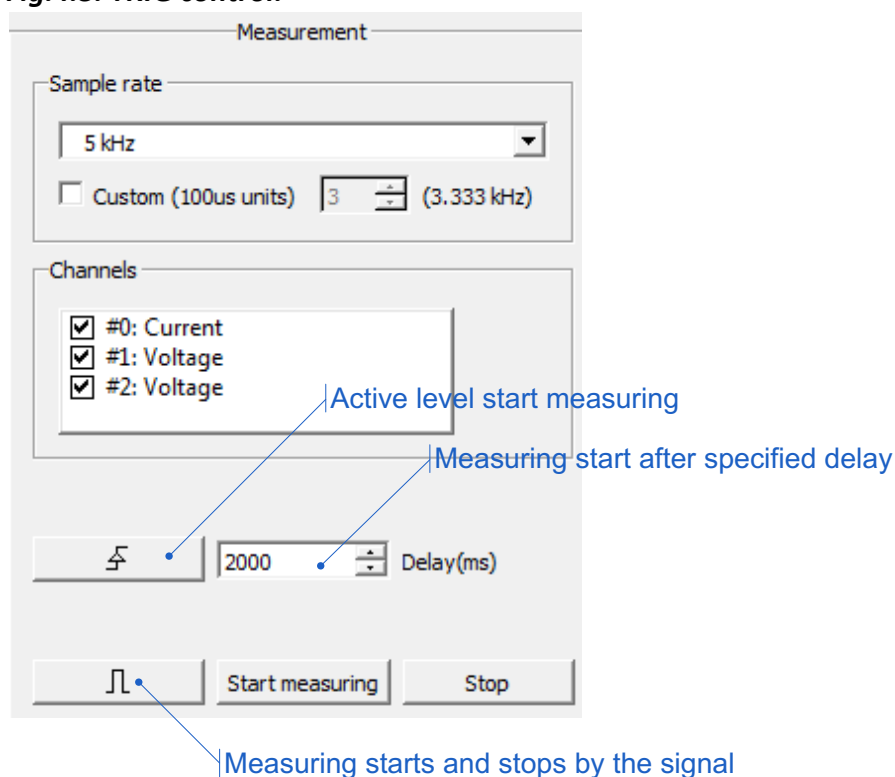 Measurement
Sample rate
5 kHz
Custom (100us units) 3 (3.333 kHz)
Channels
#0: Current
#1: Voltage
#2: Voltage
Active level start measuring
Measuring start after specified delay
2000 Delay(ms)
Start measuring Stop
Measuring starts and stops by the signal